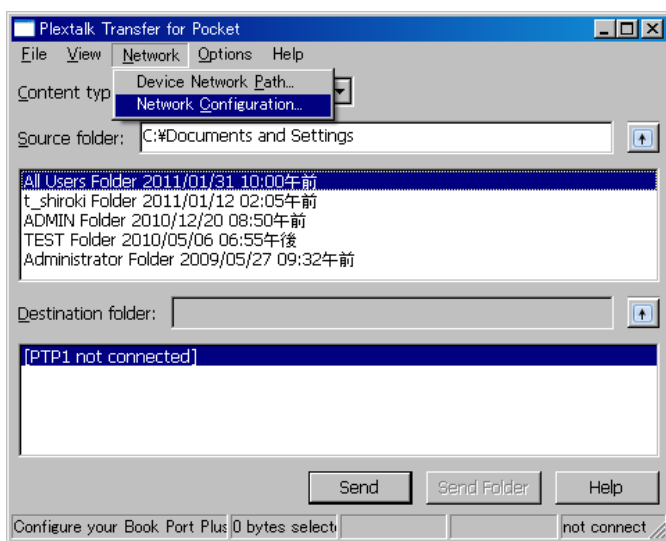 Plextalk Transfer for Pocket
File View Network Options Help
Device Network Path...
Content typ
Network Configuration...
Source folder: C:¥Documents and Settings
All Users Folder 2011/01/31 10:00午前
t_shiroki Folder 2011/01/12 02:05午前
ADMIN Folder 2010/12/20 08:50午前
TEST Folder 2010/05/06 06:55午後
Administrator Folder 2009/05/27 09:32午前
Destination folder:
[PTP1 not connected]
Send Send Folder Help
Configure your Book Port Plus 0 bytes select not connect